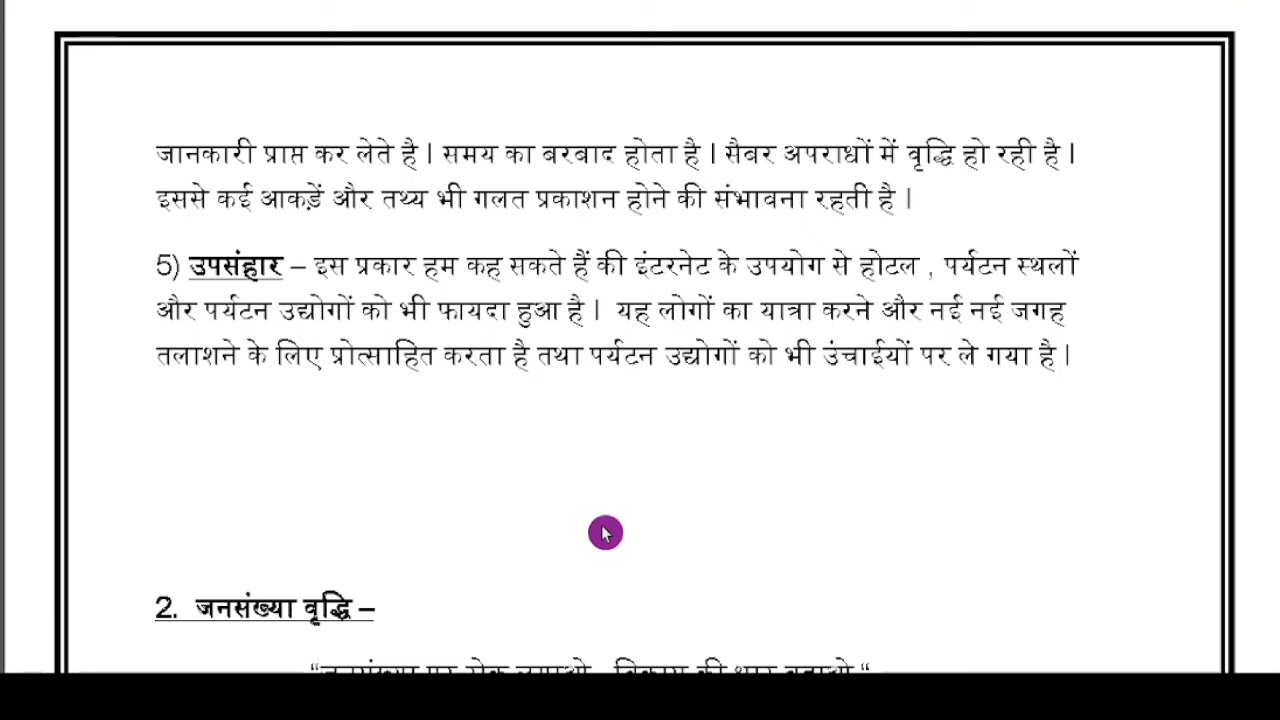 जानकारी प्राप्त कर लेते है । समय का बरबाद होता है । सैबर अपराधों में वृद्धि हो रही है ।
इससे कई आकड़ें और तथ्य भी गलत प्रकाशन होने की संभावना रहती है ।
5) उपसंहार – इस प्रकार हम कह सकते हैं की इंटरनेट के उपयोग से होटल , पर्यटन स्थलों
और पर्यटन उद्योगों को भी फायदा हुआ है । यह लोगों का यात्रा करने और नई नई जगह
तलाशने के लिए प्रोत्साहित करता है तथा पर्यटन उद्योगों को भी उंचाईयों पर ले गया है ।
2. जनसंख्या वृद्धि –